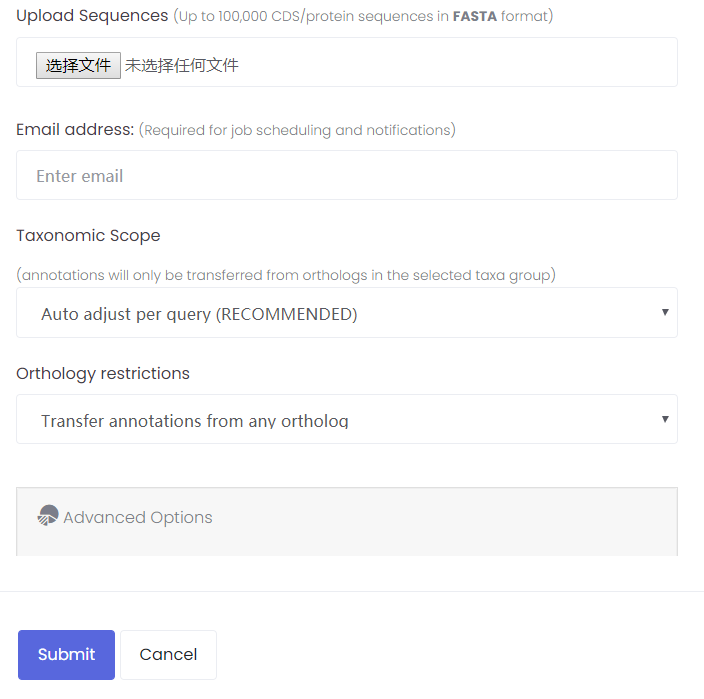 Upload Sequences (Up to 100,000 CDS/protein sequences in FASTA format)
选择文件 未选择任何文件
Email address: (Required for job scheduling and notifications)
Enter email
Taxonomic Scope
(annotations will only be transferred from orthologs in the selected taxa group)
Auto adjust per query (RECOMMENDED)
Orthology restrictions
Transfer annotations from any ortholog
Advanced Options
Submit Cancel